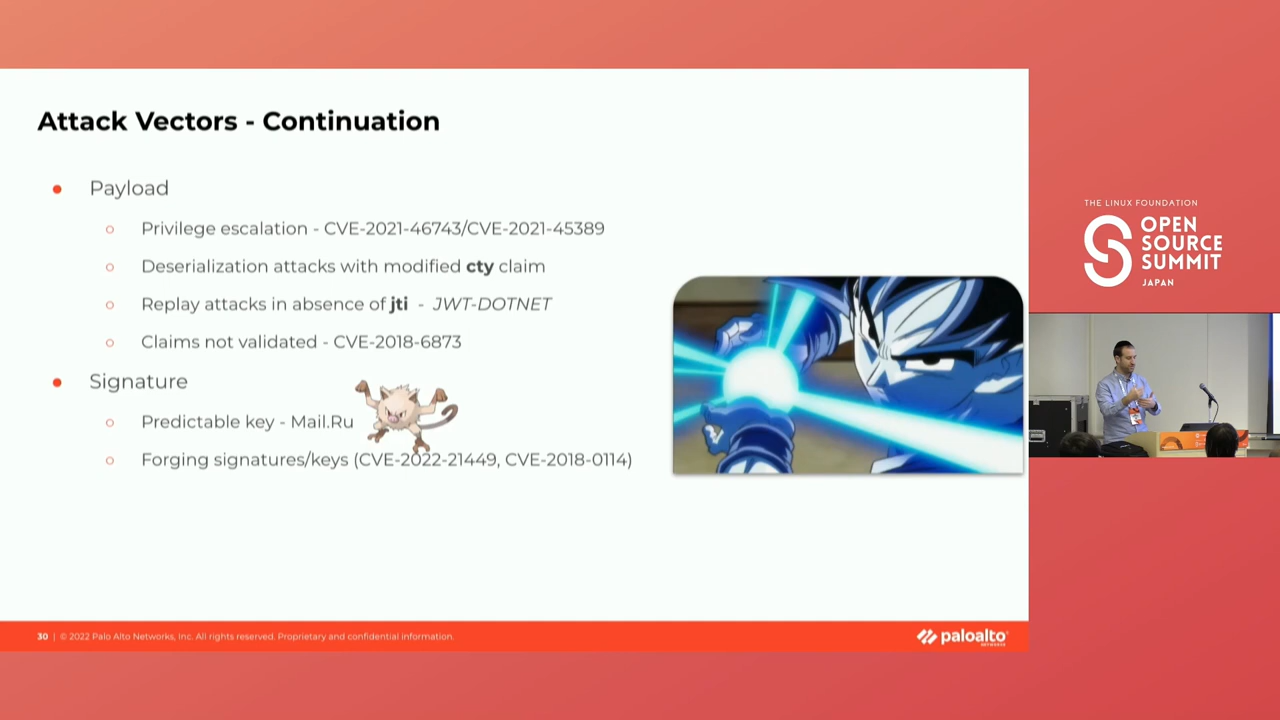 Attack Vectors - Continuation
Payload
Privilege escalation - CVE-2021-46743/CVE-2021-45389
Deserialization attacks with modified cty claim
Replay attacks in absence of jti - JWT-DOTNET
Claims not validated - CVE-2018-6873
Signature
Predictable key - Mail.Ru
Forging signatures/keys (CVE-2022-21449, CVE-2018-0114)
30 | © 2022 Palo Alto Networks, Inc. All rights reserved. Proprietary and confidential information.
paloalto
NETWORKS
THE LINUX FOUNDATION
OPEN
SOURCE
SUMMIT
JAPAN